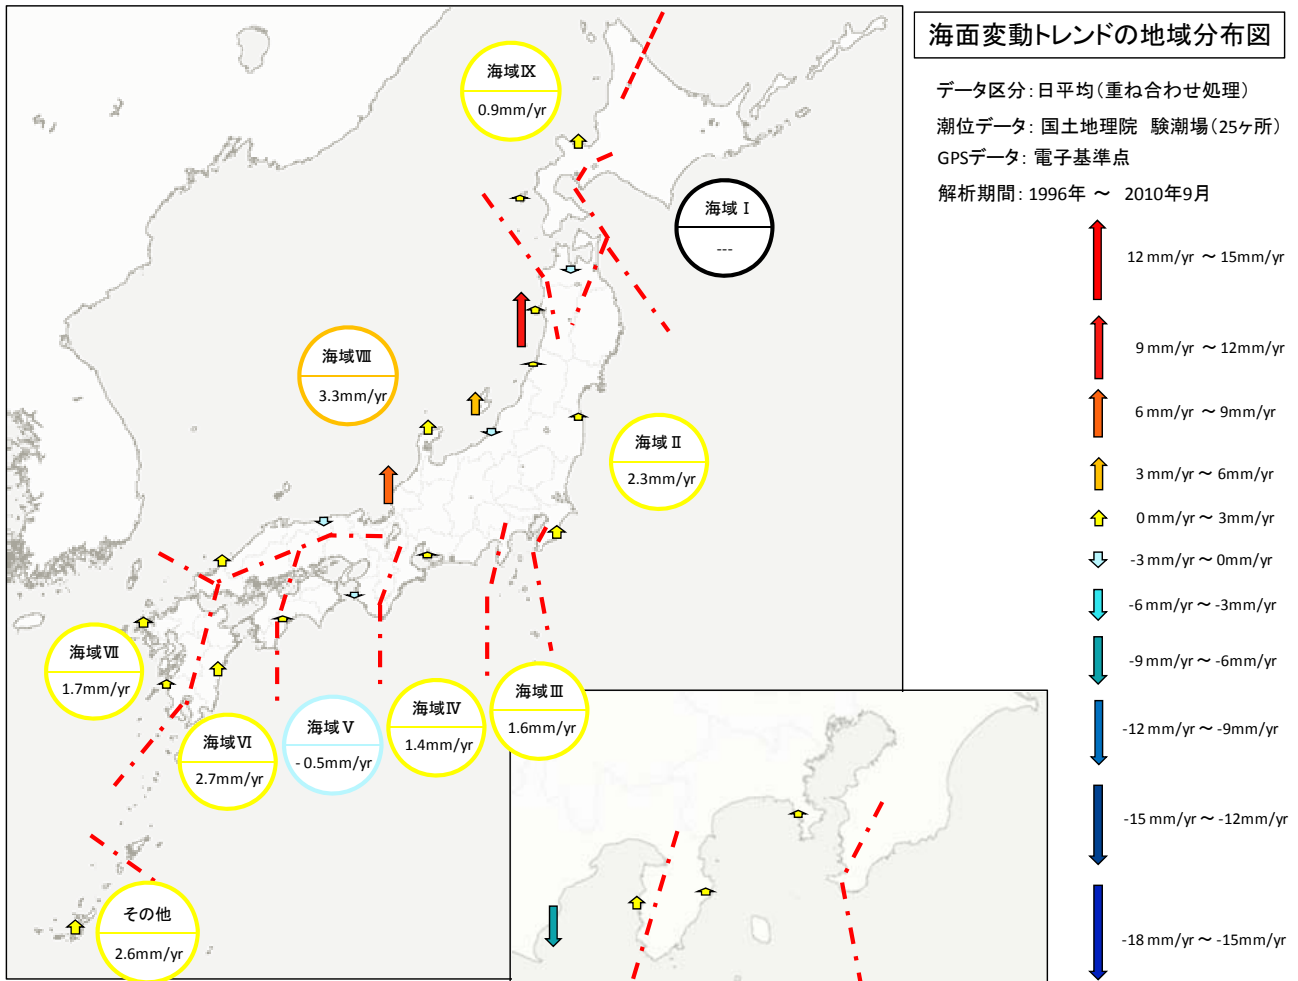 海面変動トレンドの地域分布図
データ区分：日平均（重ね合わせ処理）
潮位データ：国土地理院 験潮場（25ヶ所）
GPSデータ：電子基準点
解析期間：1996年 ～ 2010年9月
12 mm/yr ～ 15mm/yr
9 mm/yr ～ 12mm/yr
6 mm/yr ～ 9mm/yr
3 mm/yr ～ 6mm/yr
0 mm/yr ～ 3mm/yr
-3 mm/yr ～ 0mm/yr
-6 mm/yr ～ -3mm/yr
-9 mm/yr ～ -6mm/yr
-12 mm/yr ～ -9mm/yr
-15 mm/yr ～ -12mm/yr
-18 mm/yr ～ -15mm/yr
海域Ⅸ
0.9mm/yr
海域Ⅰ
---
海域Ⅷ
3.3mm/yr
海域Ⅱ
2.3mm/yr
海域Ⅶ
1.7mm/yr
海域Ⅵ
2.7mm/yr
海域Ⅴ
- 0.5mm/yr
海域Ⅳ
1.4mm/yr
海域Ⅲ
1.6mm/yr
その他
2.6mm/yr